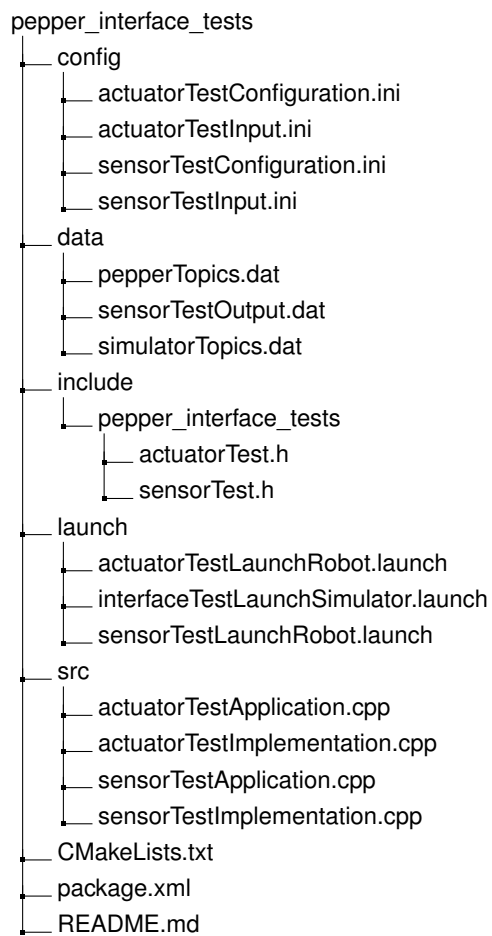 pepper_interface_tests
config
actuatorTestConfiguration.ini
actuatorTestInput.ini
sensorTestConfiguration.ini
sensorTestInput.ini
data
pepperTopics.dat
sensorTestOutput.dat
simulatorTopics.dat
include
pepper_interface_tests
actuatorTest.h
sensorTest.h
launch
actuatorTestLaunchRobot.launch
interfaceTestLaunchSimulator.launch
sensorTestLaunchRobot.launch
src
actuatorTestApplication.cpp
actuatorTestImplementation.cpp
sensorTestApplication.cpp
sensorTestImplementation.cpp
CMakeLists.txt
package.xml
README.md